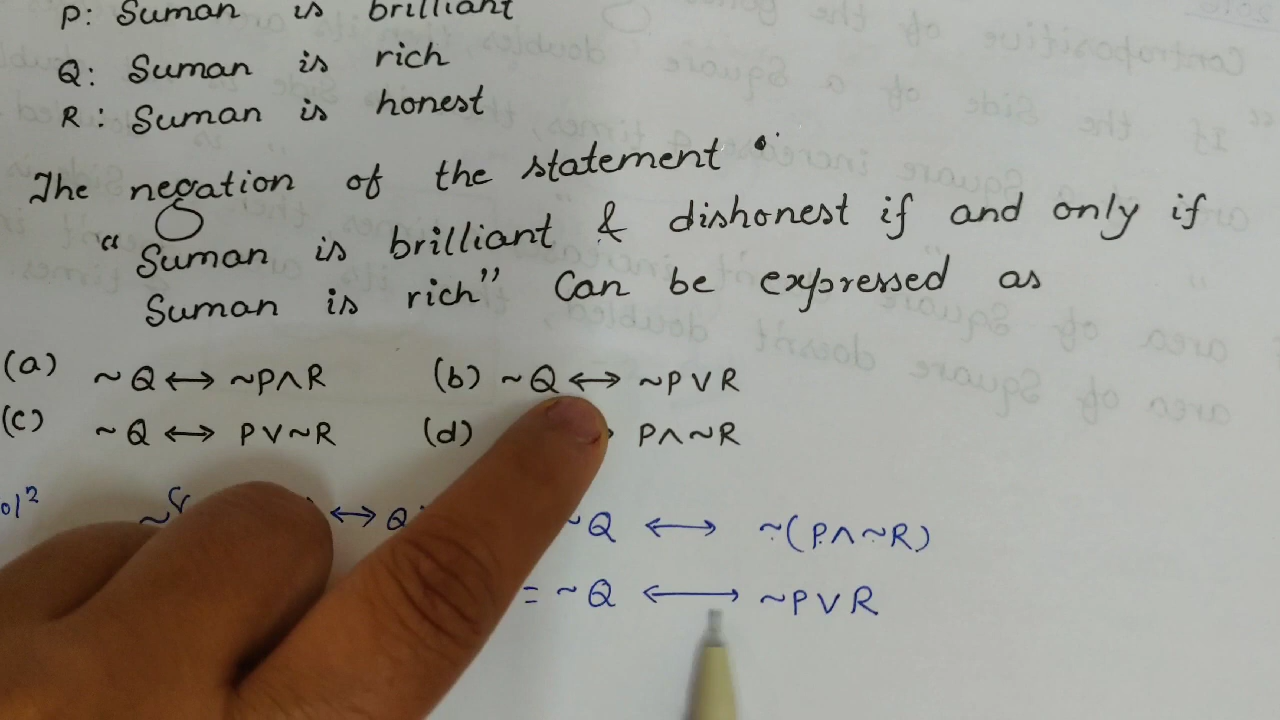 P: Suman is brilliant
Q: Suman is rich
R: Suman is honest
The negation of the statement
"Suman is brilliant & dishonest if and only if
Suman is rich" Can be expressed as
(a) ~Q ↔ ~P∧R (b) ~Q ↔ ~P∨R
(c) ~Q ↔ P∨~R (d) P∧~R
~ ↔ Q ~Q ↔ ~(P∧~R)
= ~Q ↔ ~P∨R